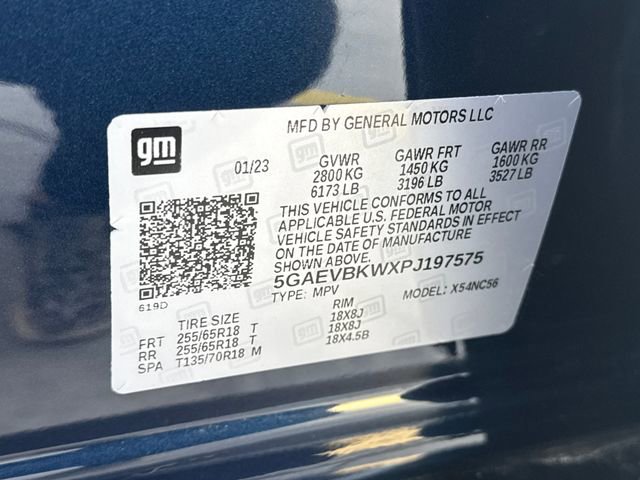 MFD BY GENERAL MOTORS LLC
gm
01/23
GVWR GAWR FRT GAWR RR
2800 KG 1450 KG 1600 KG
6173 LB 3196 LB 3527 LB
THIS VEHICLE CONFORMS TO ALL
APPLICABLE U.S. FEDERAL MOTOR
VEHICLE SAFETY STANDARDS IN EFFECT
ON THE DATE OF MANUFACTURE
SHOWN ABOVE.
5GAEVBKWXPJ197575
TYPE: MPV MODEL: X54NC56
619D
TIRE SIZE RIM
FRT 255/65R18 T 18X8J
RR 255/65R18 T 18X8J
SPA T135/70R18 M 18X4.5B